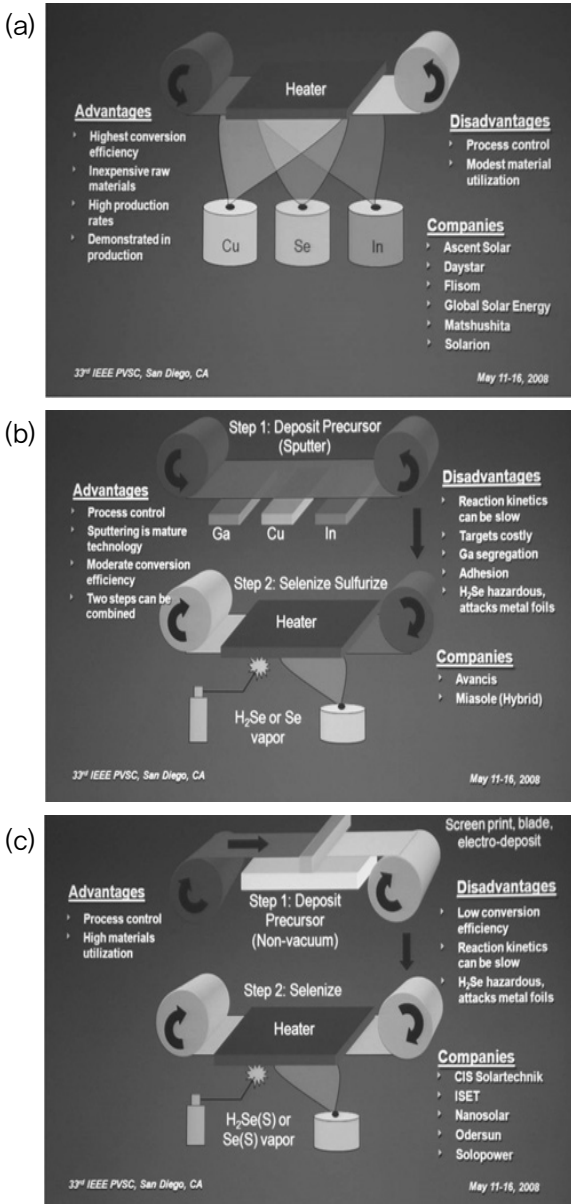 (a)
Heater
Advantages
Highest conversion
efficiency
Inexpensive raw
materials
High production
rates
Demonstrated in
production
Disadvantages
Process control
Modest material
utilization
Cu
Se
In
Companies
Ascent Solar
Daystar
Flisom
Global Solar Energy
Matshushita
Solarion
33rd IEEE PVSC, San Diego, CA
May 11-16, 2008
(b)
Step 1: Deposit Precursor
(Sputter)
Advantages
Process control
Sputtering is mature
technology
Moderate conversion
efficiency
Two steps can be
combined
Ga
Cu
In
Disadvantages
Reaction kinetics
can be slow
Targets costly
Ga segregation
Adhesion
H2Se hazardous,
attacks metal foils
Step 2: Selenize Sulfurize
Heater
H2Se or Se
vapor
Companies
Avancis
Miasole (Hybrid)
33rd IEEE PVSC, San Diego, CA
May 11-16, 2008
(c)
Screen print, blade,
electro-deposit
Advantages
Process control
High materials
utilization
Step 1: Deposit
Precursor
(Non-vacuum)
Disadvantages
Low conversion
efficiency
Reaction kinetics
can be slow
H2Se hazardous,
attacks metal foils
Step 2: Selenize
Heater
H2Se(S) or
Se(S) vapor
Companies
CIS Solartechnik
ISET
Nanosolar
Odersun
Solopower
33rd IEEE PVSC, San Diego, CA
May 11-16, 2008